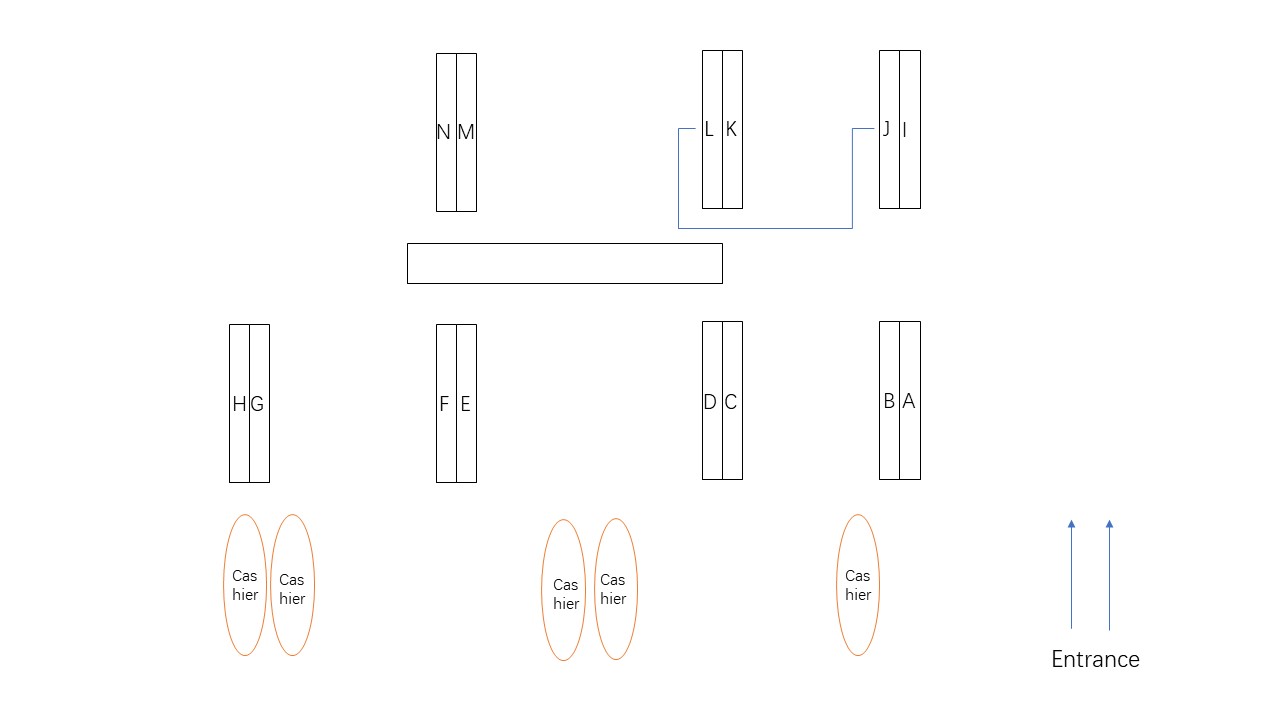 N M
L K
J I
H G
F E
D C
B A
Cas
hier
Cas
hier
Cas
hier
Cas
hier
Cas
hier
Entrance